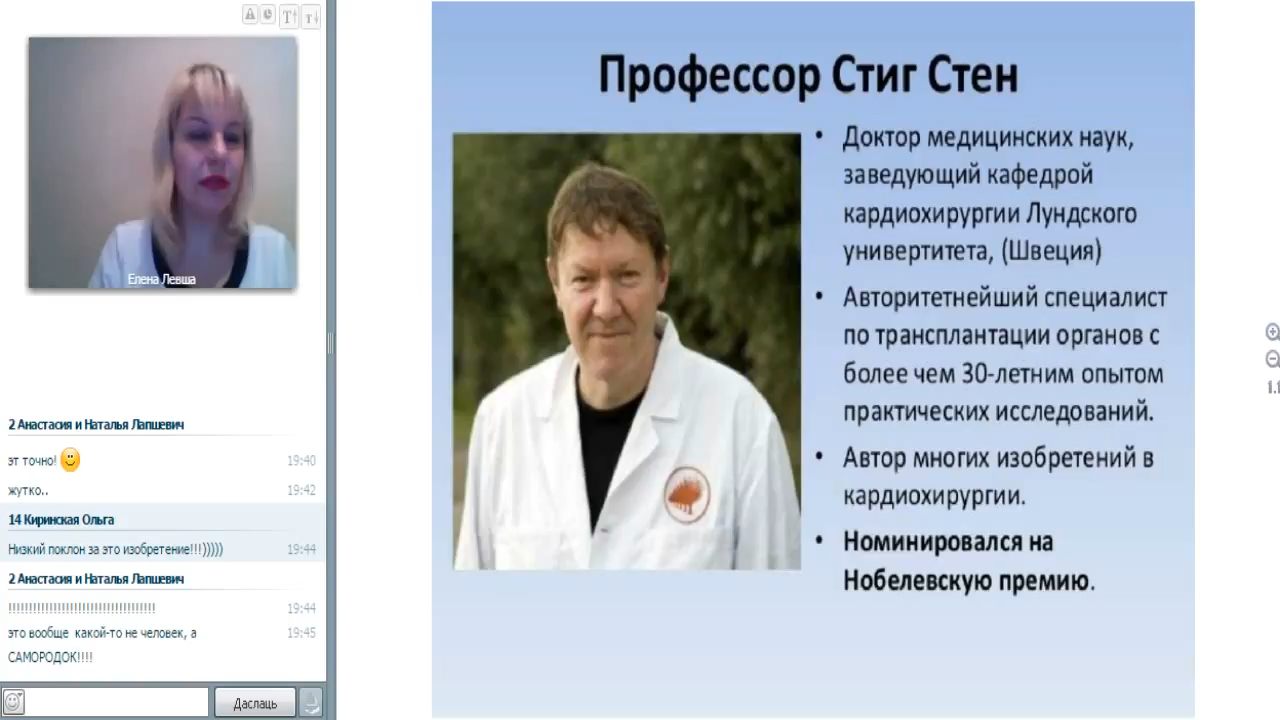 Елена Левша
2 Анастасия и Наталья Лапшевич
эт точно! 19:40
жутко.. 19:42
14 Киринская Ольга
Низкий поклон за это изобретение!!!))))) 19:44
2 Анастасия и Наталья Лапшевич
!!!!!!!!!!!!!!!!!!!!!!!!!!!!!!!!!!! 19:44
это вообще какой-то не человек, а 19:45
САМОРОДОК!!!!
Даслаць
Профессор Стиг Стен
• Доктор медицинских наук,
заведующий кафедрой
кардиохирургии Лундского
универтитета, (Швеция)
• Авторитетнейший специалист
по трансплантации органов с
более чем 30-летним опытом
практических исследований.
• Автор многих изобретений в
кардиохирургии.
• Номинировался на
Нобелевскую премию.